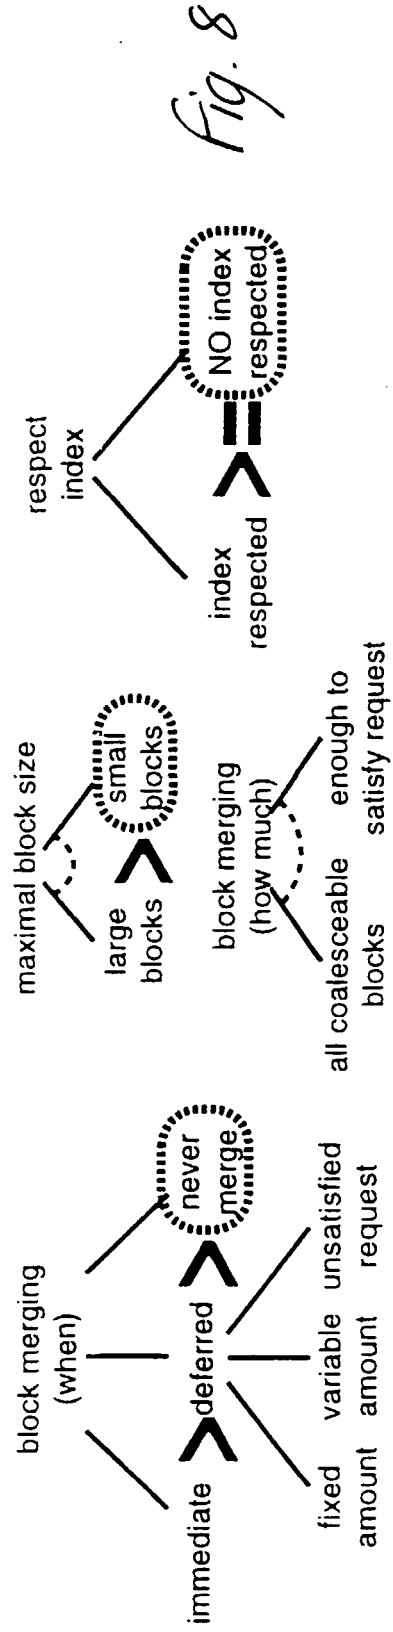 block merging
(when)
immediate
deferred
never
merge
fixed
amount
variable
amount
unsatisfied
request
maximal block size
large
blocks
small
blocks
block merging
(how much)
all coalesceable
blocks
enough to
satisfy request
respect
index
index
respected
NO index
respected
Fig. 8